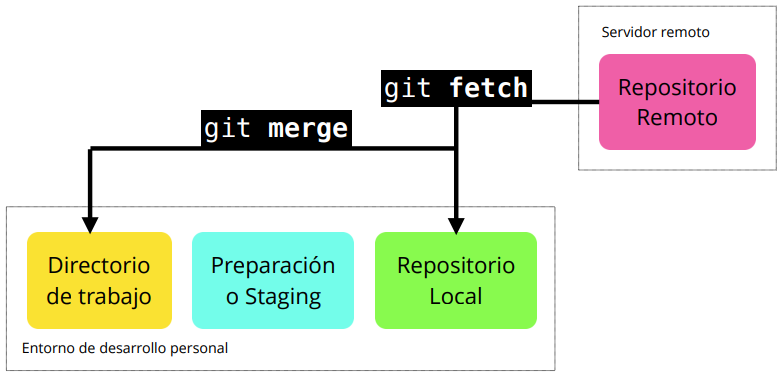 Servidor remoto
Repositorio
Remoto
git fetch
git merge
Directorio
de trabajo
Preparación
o Staging
Repositorio
Local
Entorno de desarrollo personal